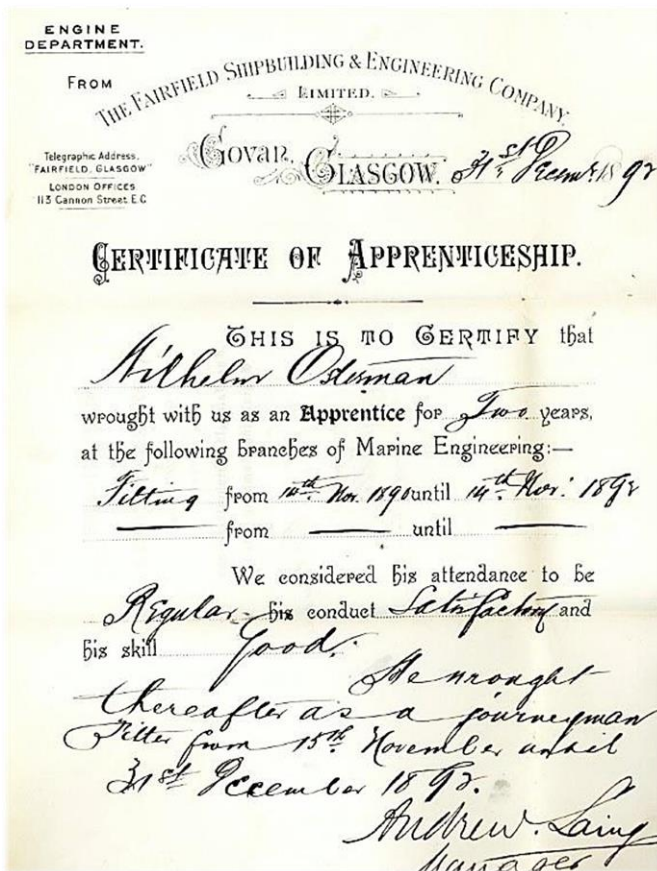 ENGINE
DEPARTMENT.
FROM
THE FAIRFIELD SHIPBUILDING & ENGINEERING COMPANY.
LIMITED.
Telegraphic Address.
"FAIRFIELD, GLASGOW"
LONDON OFFICES
113 Cannon Street E.C
Govan,
GLASGOW, 31st Decemr. 1892
CERTIFICATE OF APPRENTICESHIP.
THIS IS TO CERTIFY that
Wilhelm Osterman
wrought with us as an Apprentice for Two years,
at the following branches of Marine Engineering:—
Fitting from 14th Nov. 1890 until 14th Nov. 1892
from until
We considered his attendance to be
Regular his conduct Satisfactory and
his skill Good.
He wrought
thereafter as a journeyman
Fitter from 15th November until
31st December 1892.
Andrew. Laing
Manager